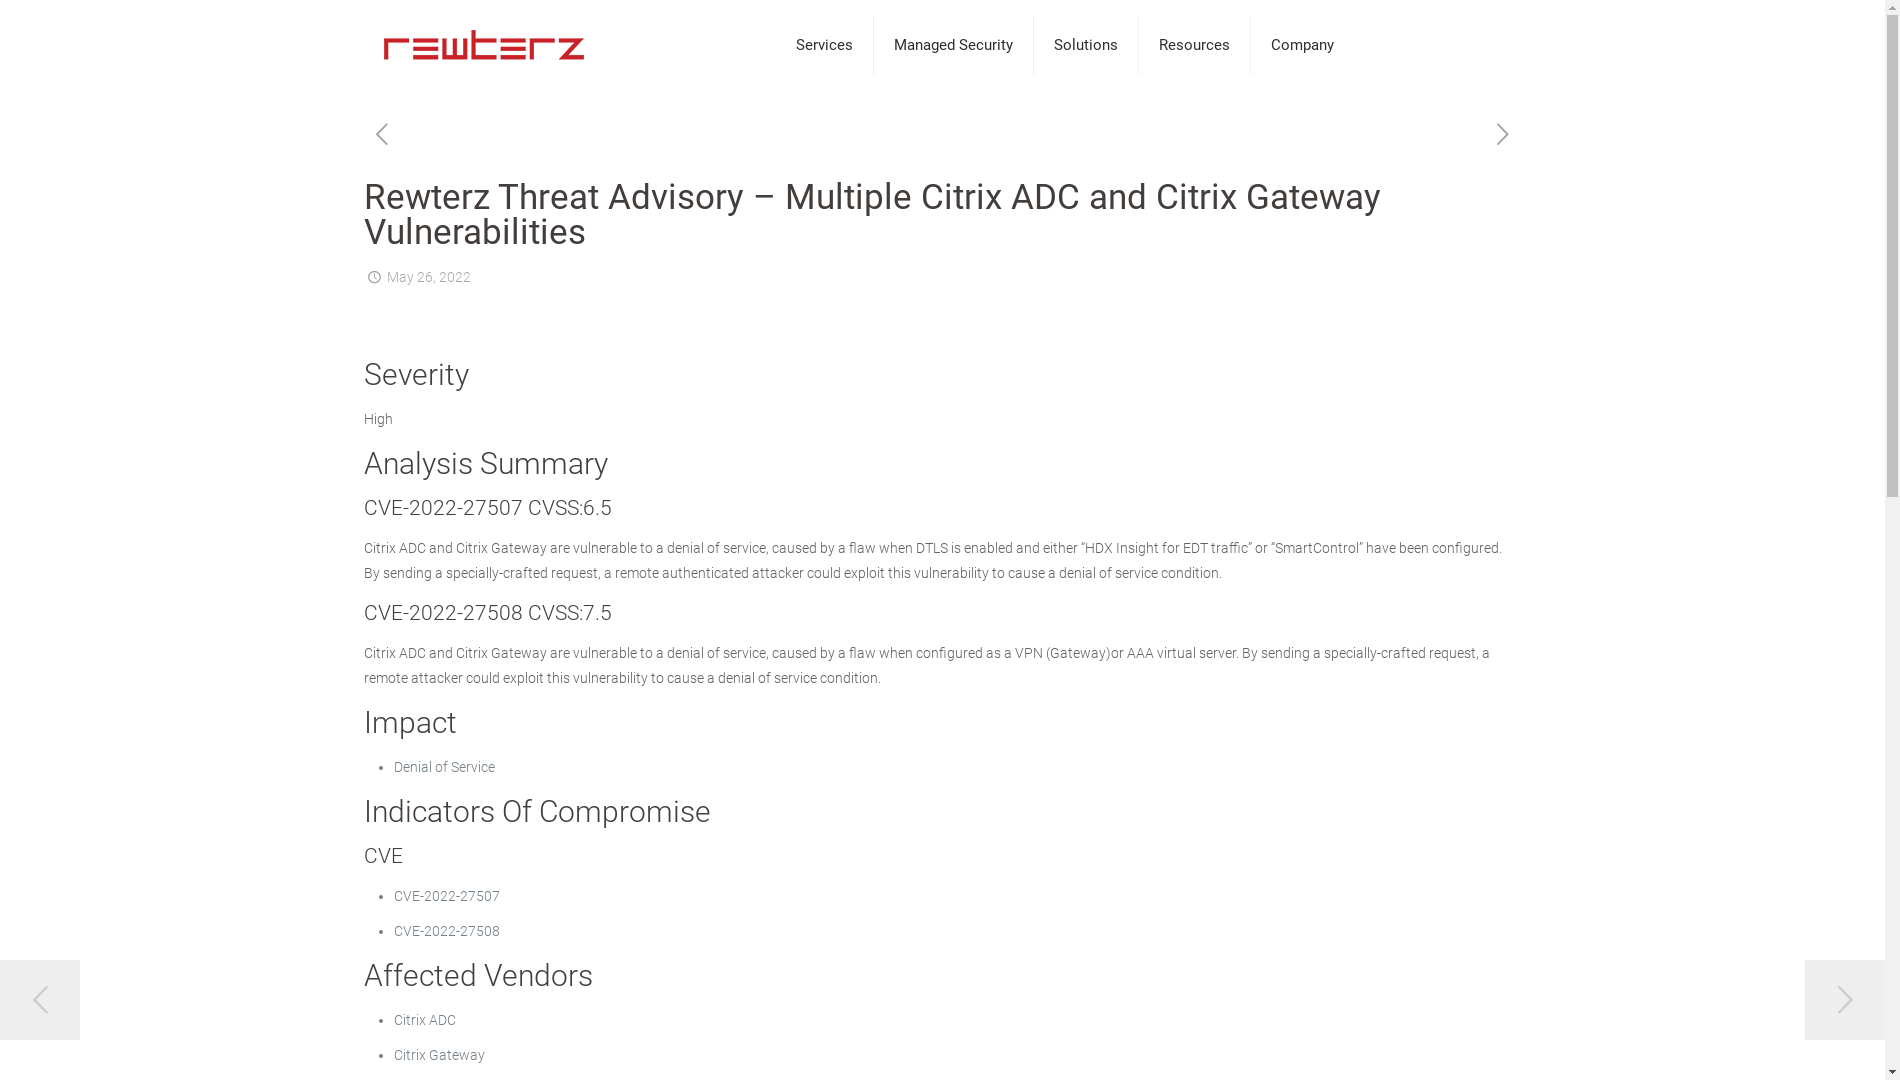 rewterz
Services
Managed Security
Solutions
Resources
Company
Rewterz Threat Advisory – Multiple Citrix ADC and Citrix Gateway
Vulnerabilities
May 26, 2022
Severity
High
Analysis Summary
CVE-2022-27507 CVSS:6.5
Citrix ADC and Citrix Gateway are vulnerable to a denial of service, caused by a flaw when DTLS is enabled and either “HDX Insight for EDT traffic” or “SmartControl” have been configured.
By sending a specially-crafted request, a remote authenticated attacker could exploit this vulnerability to cause a denial of service condition.
CVE-2022-27508 CVSS:7.5
Citrix ADC and Citrix Gateway are vulnerable to a denial of service, caused by a flaw when configured as a VPN (Gateway)or AAA virtual server. By sending a specially-crafted request, a
remote attacker could exploit this vulnerability to cause a denial of service condition.
Impact
• Denial of Service
Indicators Of Compromise
CVE
• CVE-2022-27507
• CVE-2022-27508
Affected Vendors
• Citrix ADC
• Citrix Gateway